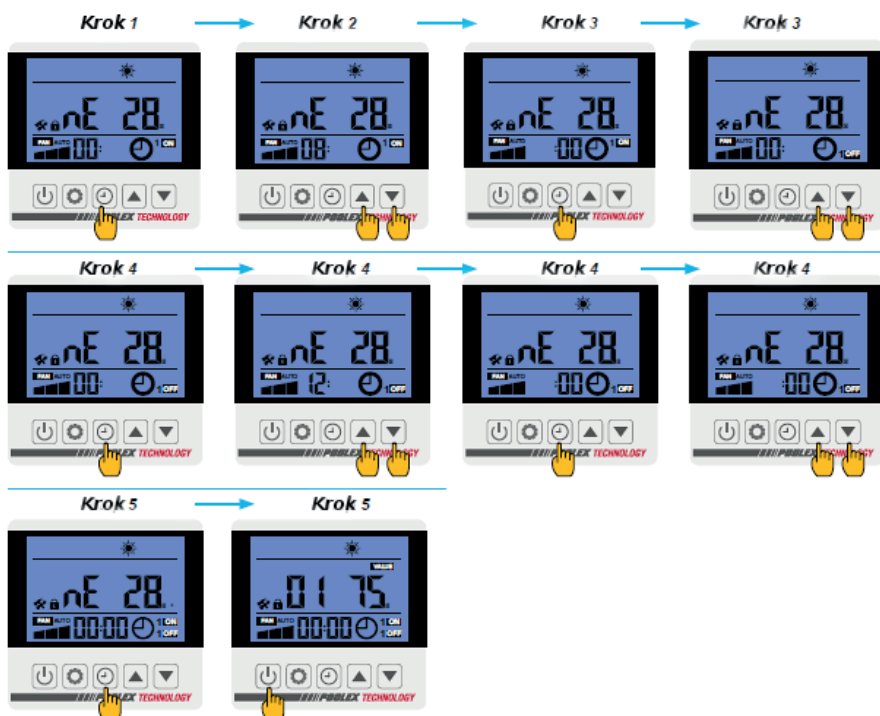 Krok 1
Krok 2
Krok 3
Krok 3
nE 28.
FAN AUTO 00: 1 ON
nE 28.
FAN AUTO 08: 1 ON
nE 28.
FAN AUTO :00 1 ON
nE 28.
FAN AUTO 00: 1 OFF
POOLEX TECHNOLOGY
POOLEX TECHNOLOGY
POOLEX TECHNOLOGY
POOLEX TECHNOLOGY
Krok 4
Krok 4
Krok 4
Krok 4
nE 28.
FAN AUTO 00: 1 OFF
nE 28.
FAN AUTO 12: 1 OFF
nE 28.
FAN AUTO :00 1 OFF
nE 28.
FAN AUTO :00 1 OFF
POOLEX TECHNOLOGY
POOLEX TECHNOLOGY
POOLEX TECHNOLOGY
POOLEX TECHNOLOGY
Krok 5
Krok 5
nE 28.
FAN AUTO 00:00 1 ON
1 OFF
VALUE
01 75.
FAN AUTO 00:00 1 ON
1 OFF
POOLEX TECHNOLOGY
POOLEX TECHNOLOGY